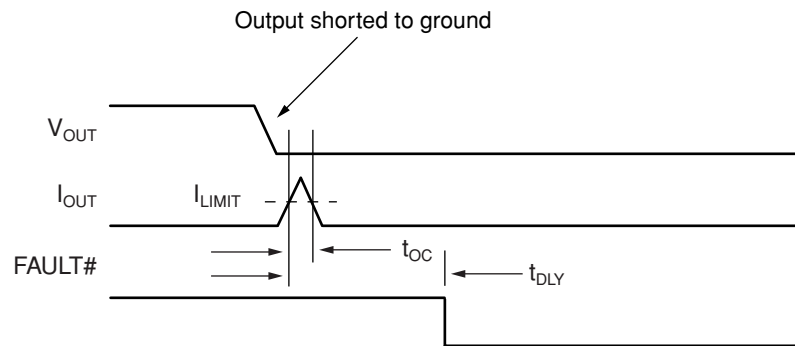 Output shorted to ground
V_OUT
I_OUT
I_LIMIT
t_OC
FAULT#
t_DLY